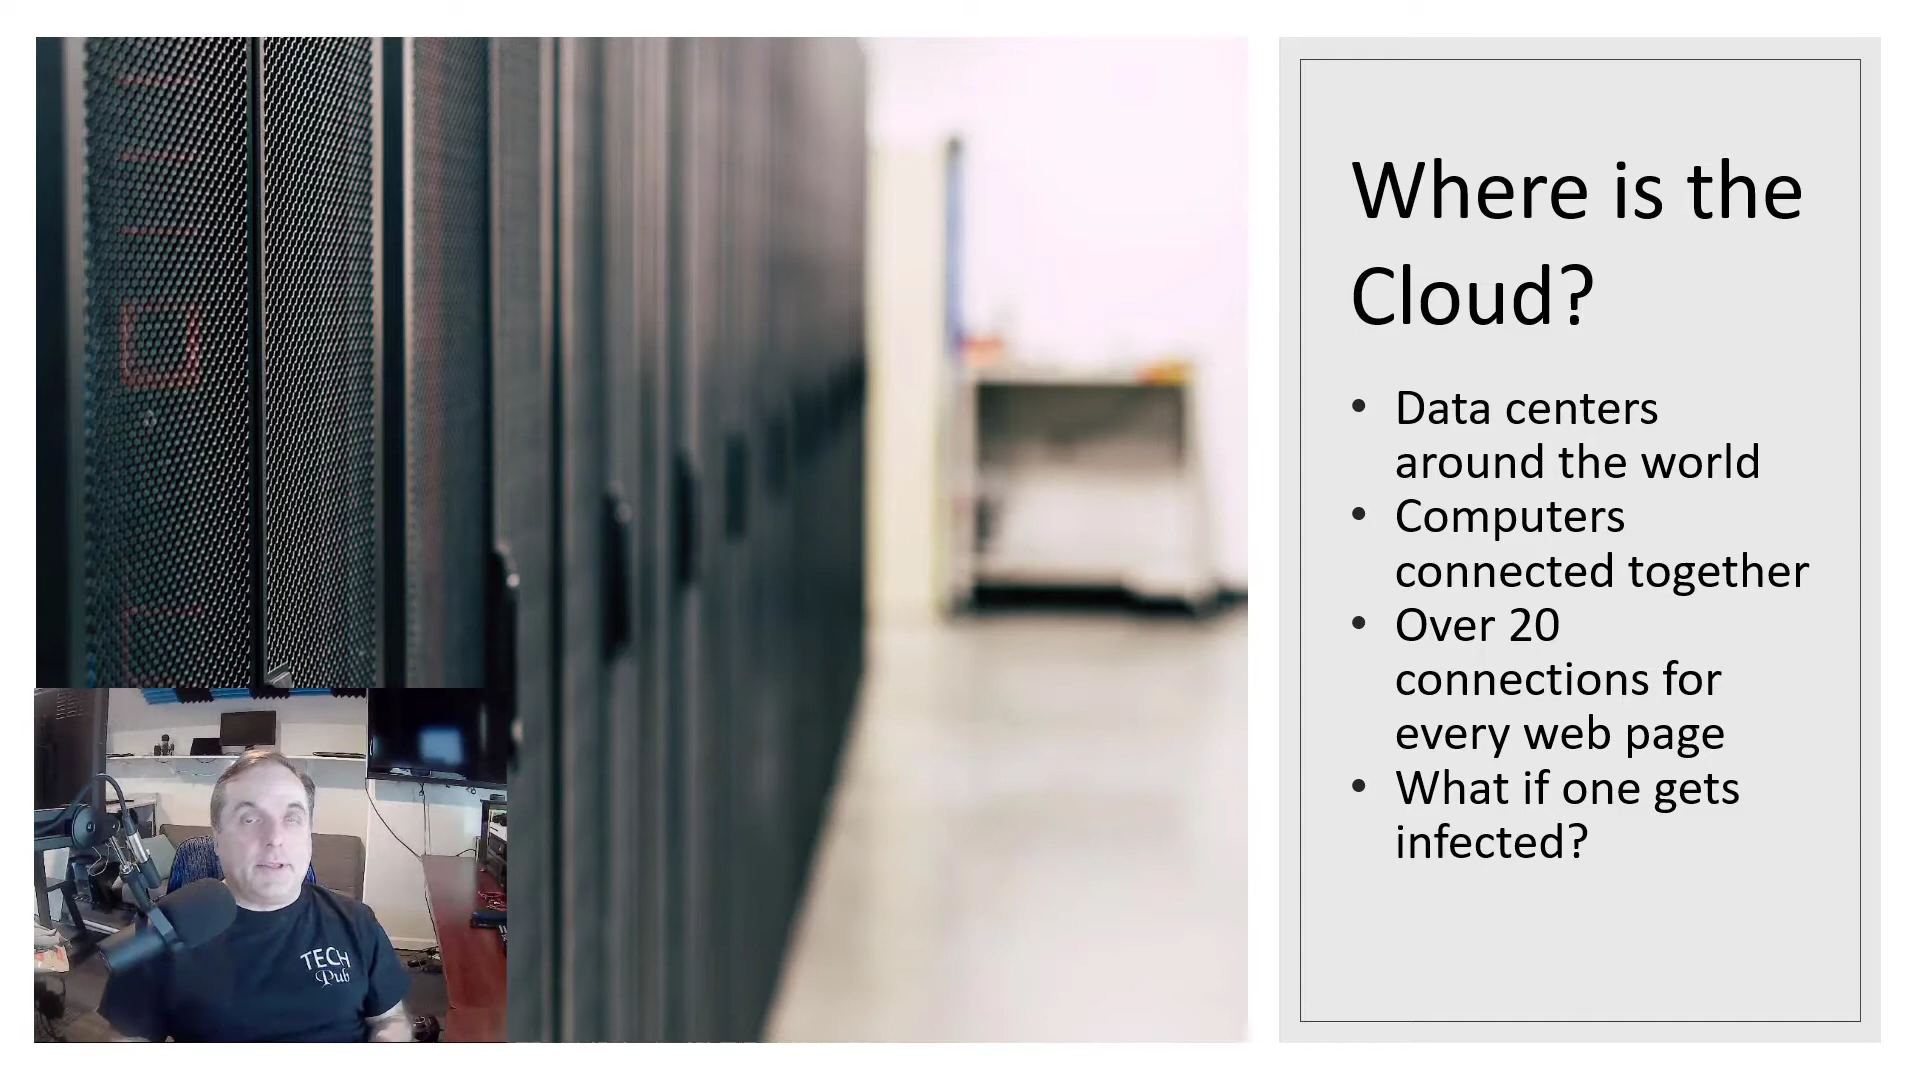 Where is the
Cloud?
• Data centers
around the world
• Computers
connected together
• Over 20
connections for
every web page
• What if one gets
infected?
TECH
Pub